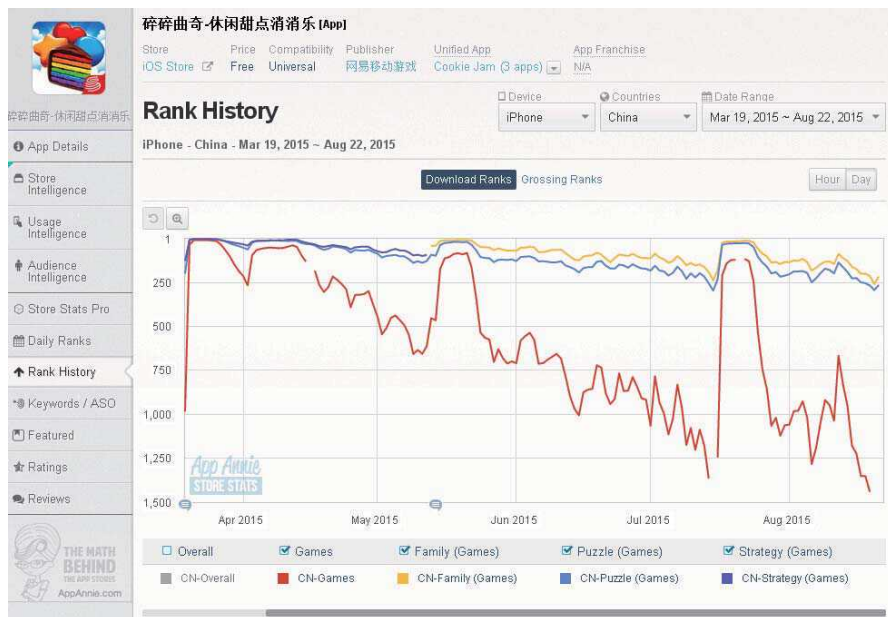 碎碎曲奇-休闲甜点消消乐 [App]
Store Price Compatibility Publisher Unified App App Franchise
iOS Store Free Universal 网易移动游戏 Cookie Jam (3 apps) N/A
碎碎曲奇-休闲甜点消消乐
Rank History
Device Countries Date Range
iPhone China Mar 19, 2015 ~ Aug 22, 2015
iPhone - China - Mar 19, 2015 ~ Aug 22, 2015
Download Ranks Grossing Ranks Hour Day
App Details
Store
Intelligence
Usage
Intelligence
Audience
Intelligence
Store Stats Pro
Daily Ranks
Rank History
Keywords / ASO
Featured
Ratings
Reviews
THE MATH
BEHIND
THE APP STORES
AppAnnie.com
1
250
500
750
1,000
1,250
1,500
App Annie
STORE STATS
Apr 2015 May 2015 Jun 2015 Jul 2015 Aug 2015
Overall Games Family (Games) Puzzle (Games) Strategy (Games)
CN-Overall CN-Games CN-Family (Games) CN-Puzzle (Games) CN-Strategy (Games)